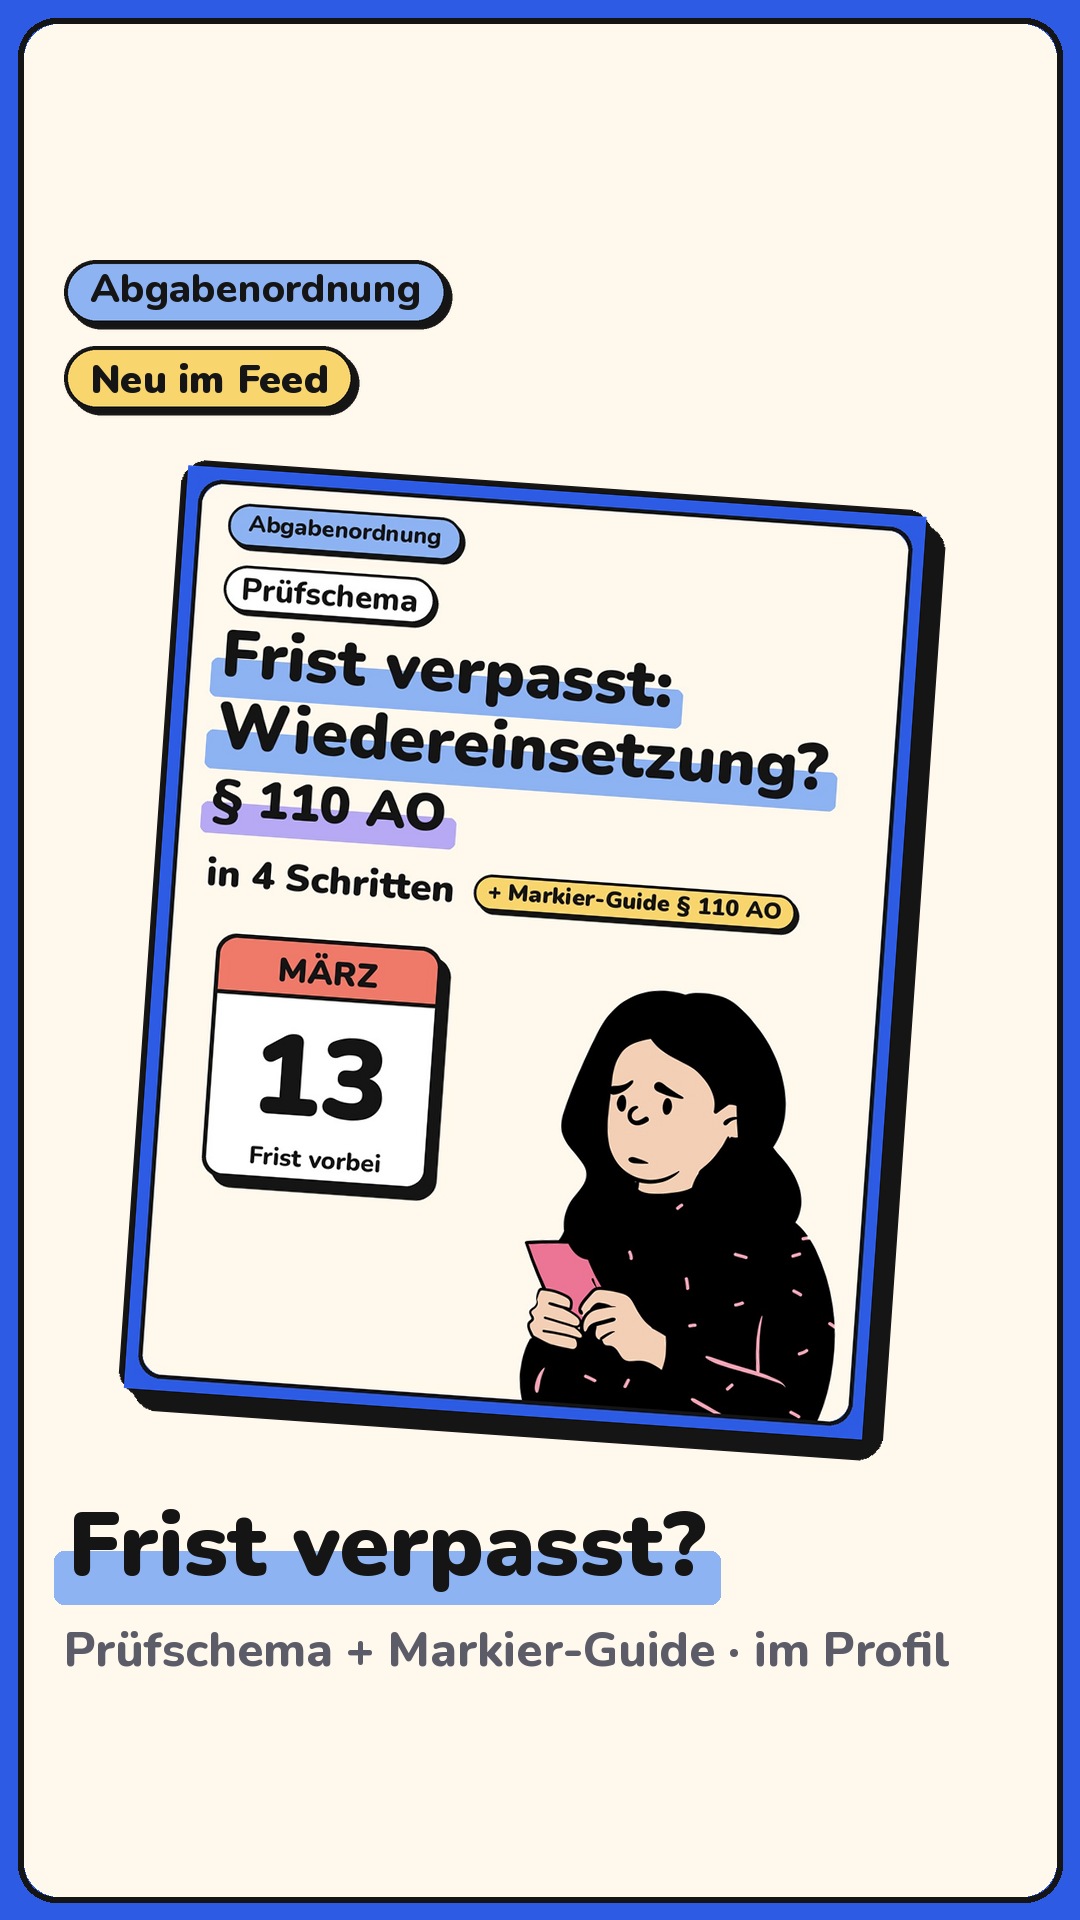 Abgabenordnung
Neu im Feed
Abgabenordnung
Prüfschema
Frist verpasst:
Wiedereinsetzung?
§ 110 AO
in 4 Schritten
+ Markier-Guide § 110 AO
MÄRZ
13
Frist vorbei
Frist verpasst?
Prüfschema + Markier-Guide · im Profil